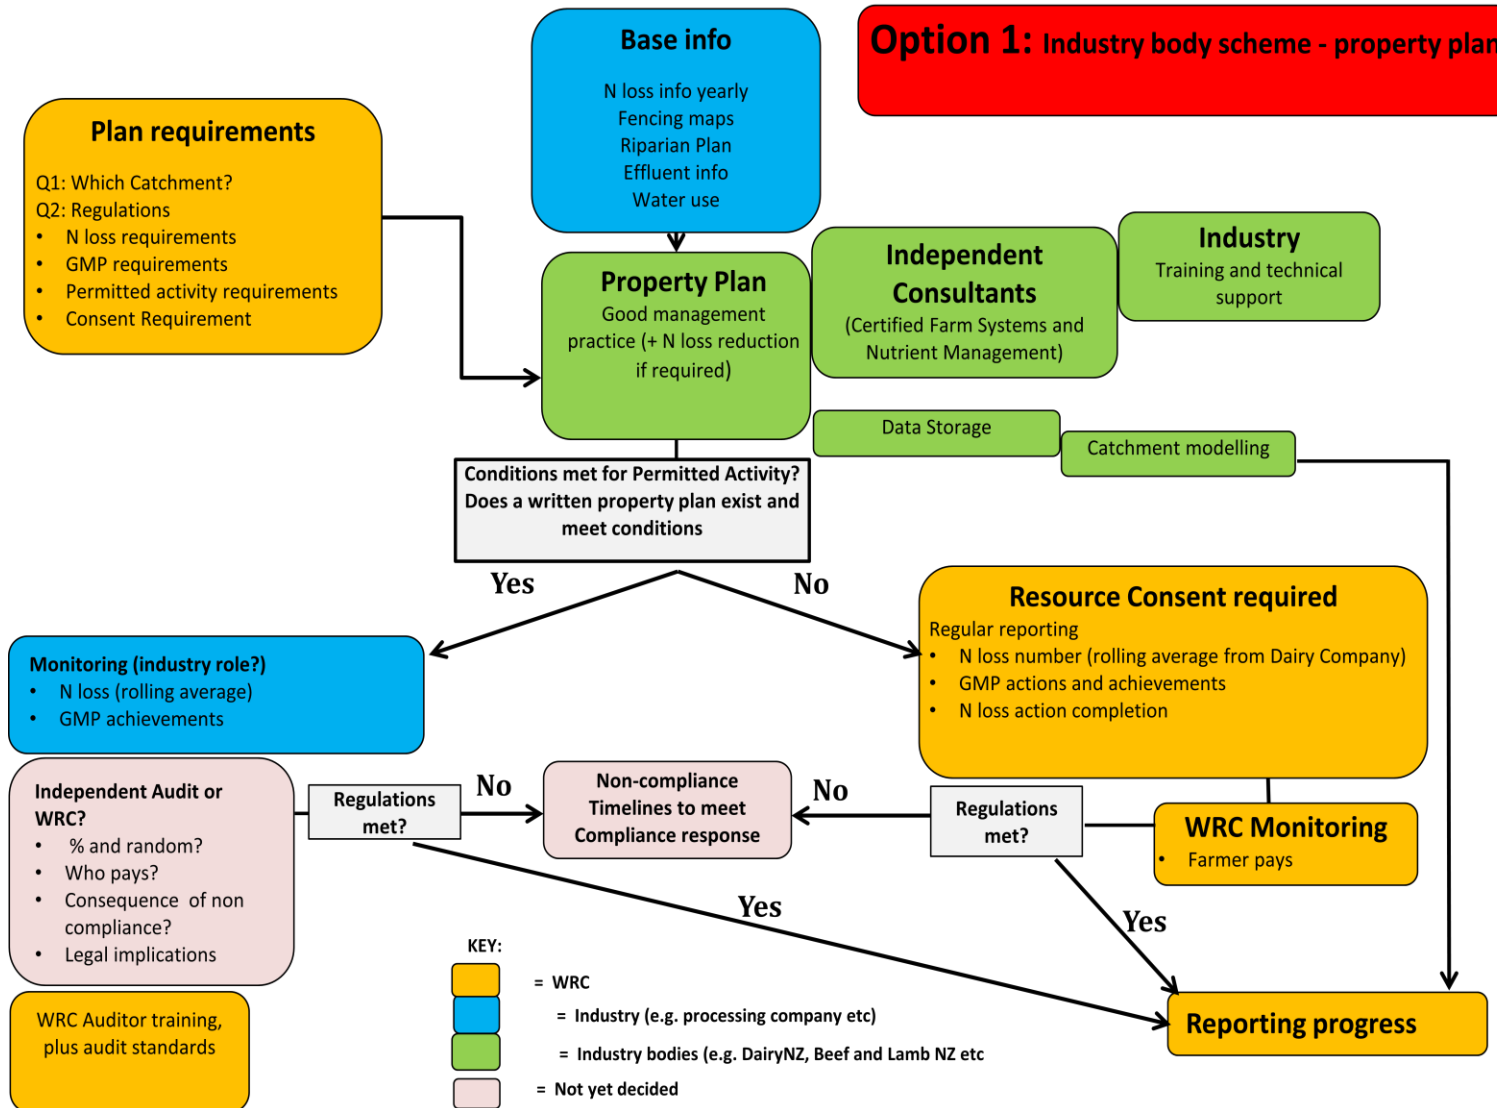 Option 1: Industry body scheme - property plan
Base info
N loss info yearly
Fencing maps
Riparian Plan
Effluent info
Water use
Plan requirements
Q1: Which Catchment?
Q2: Regulations
• N loss requirements
• GMP requirements
• Permitted activity requirements
• Consent Requirement
Property Plan
Good management
practice (+ N loss reduction
if required)
Independent
Consultants
(Certified Farm Systems and
Nutrient Management)
Industry
Training and technical
support
Data Storage
Catchment modelling
Conditions met for Permitted Activity?
Does a written property plan exist and
meet conditions
Yes
No
Monitoring (industry role?)
• N loss (rolling average)
• GMP achievements
Resource Consent required
Regular reporting
• N loss number (rolling average from Dairy Company)
• GMP actions and achievements
• N loss action completion
Independent Audit or
WRC?
• % and random?
• Who pays?
• Consequence of non
compliance?
• Legal implications
Regulations
met?
No
Non-compliance
Timelines to meet
Compliance response
No
Regulations
met?
WRC Monitoring
• Farmer pays
Yes
Yes
WRC Auditor training,
plus audit standards
KEY:
= WRC
= Industry (e.g. processing company etc)
= Industry bodies (e.g. DairyNZ, Beef and Lamb NZ etc
= Not yet decided
Reporting progress